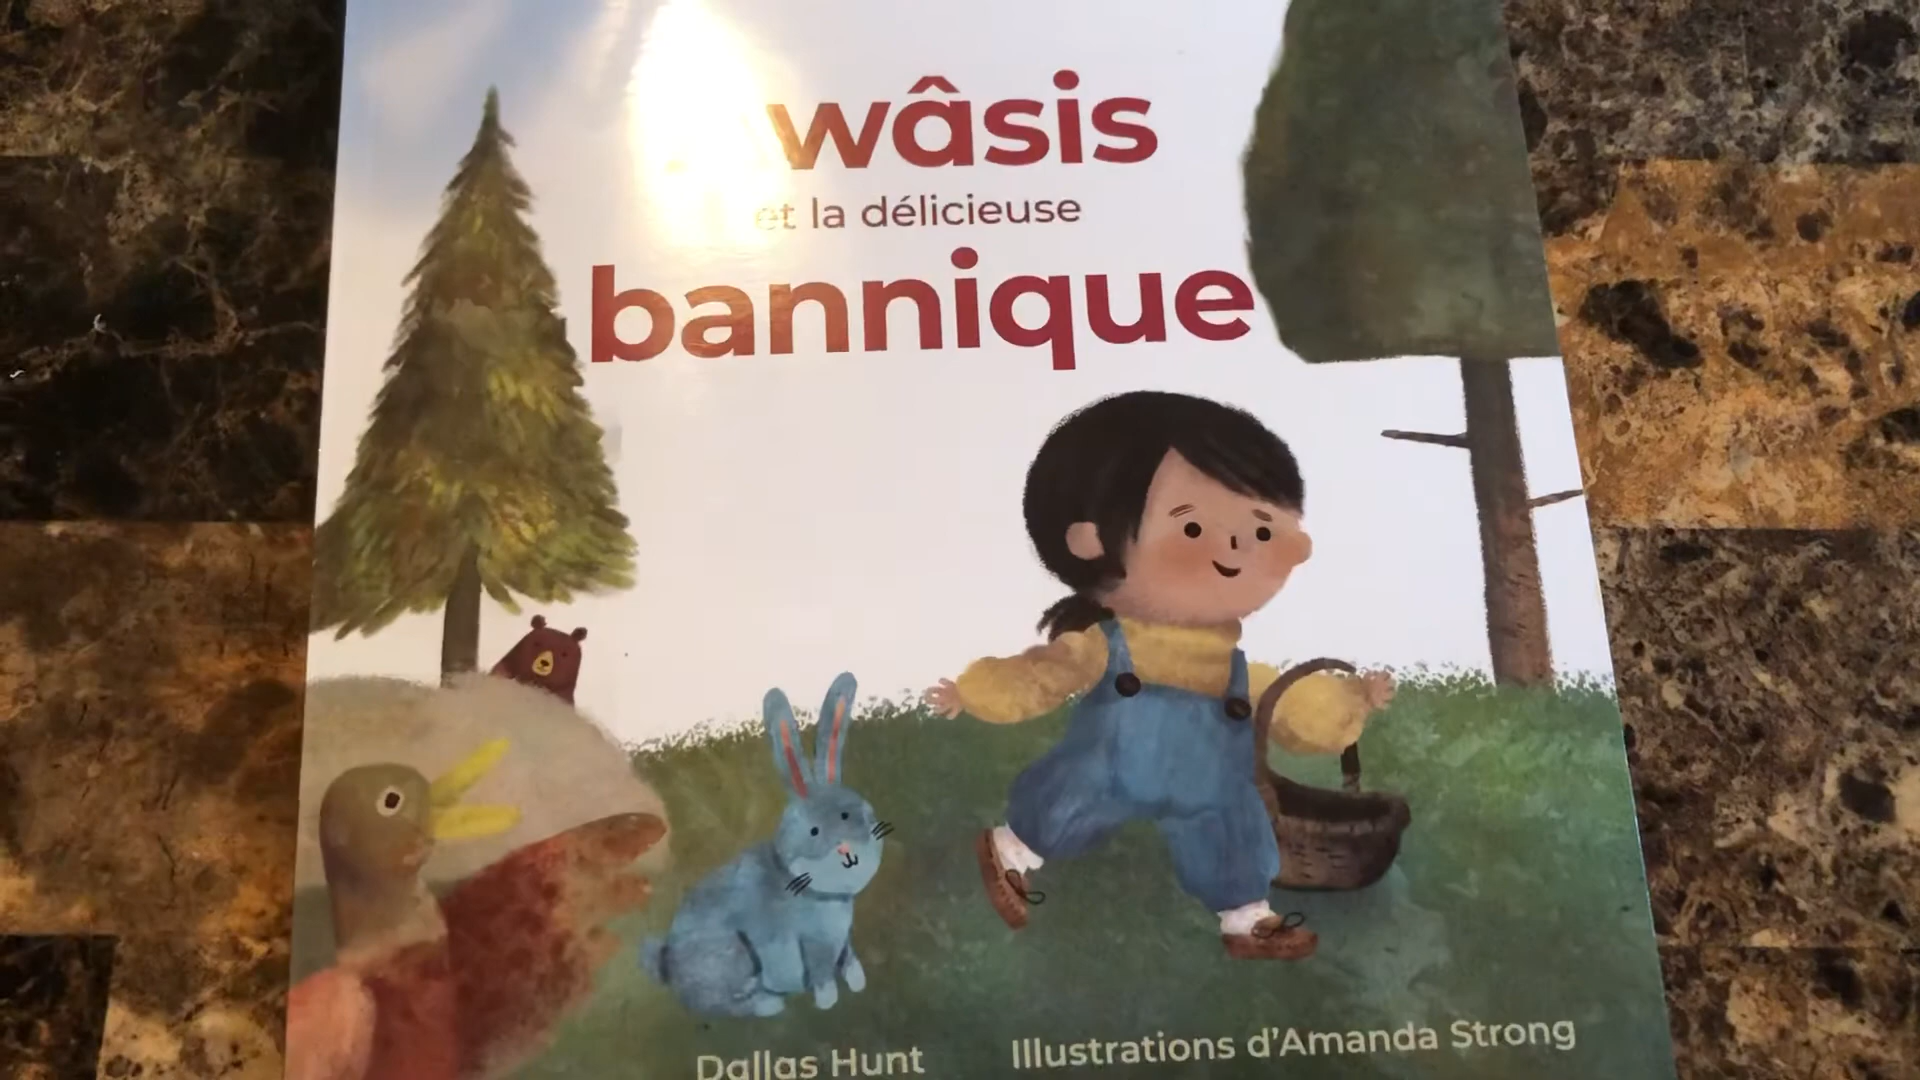 wâsis
et la délicieuse
bannique
Dallas Hunt
Illustrations d'Amanda Strong